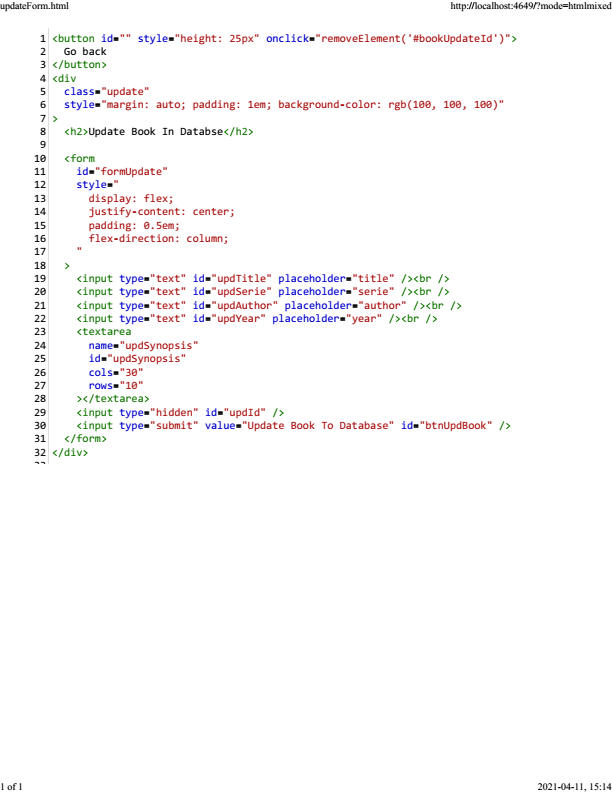 updateForm.html http://localhost:4649/?mode=htmlmixed
1 <button id="" style="height: 25px" onclick="removeElement('#bookUpdateId')">
2 Go back
3 </button>
4 <div
5 class="update"
6 style="margin: auto; padding: 1em; background-color: rgb(100, 100, 100)"
7 >
8 <h2>Update Book In Databse</h2>
9
10 <form
11 id="formUpdate"
12 style="
13 display: flex;
14 justify-content: center;
15 padding: 0.5em;
16 flex-direction: column;
17 "
18 >
19 <input type="text" id="updTitle" placeholder="title" /><br />
20 <input type="text" id="updSerie" placeholder="serie" /><br />
21 <input type="text" id="updAuthor" placeholder="author" /><br />
22 <input type="text" id="updYear" placeholder="year" /><br />
23 <textarea
24 name="updSynopsis"
25 id="updSynopsis"
26 cols="30"
27 rows="10"
28 ></textarea>
29 <input type="hidden" id="updId" />
30 <input type="submit" value="Update Book To Database" id="btnUpdBook" />
31 </form>
32 </div>
1 of 1 2021-04-11, 15:14